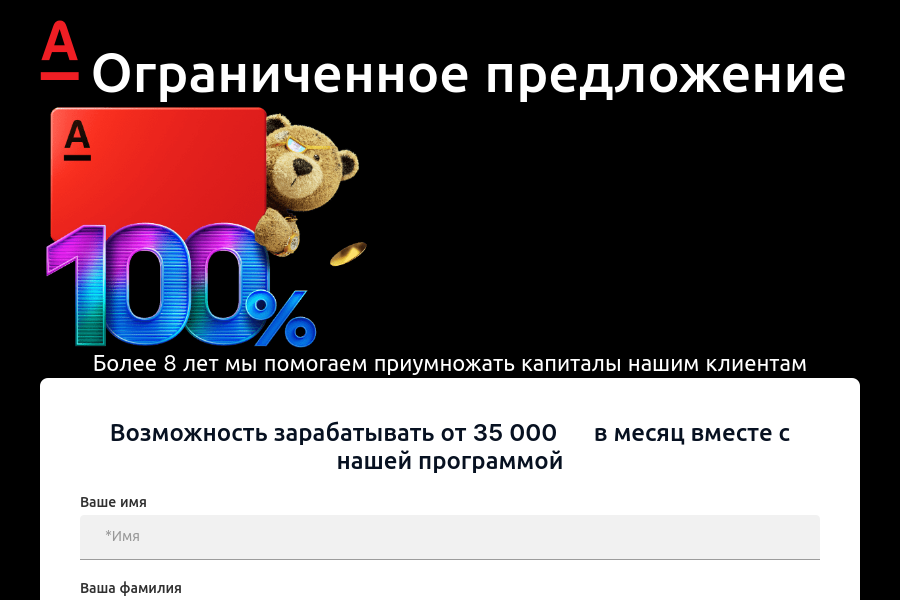 А
Ограниченное предложение
А
100%
Более 8 лет мы помогаем приумножать капиталы нашим клиентам
Возможность зарабатывать от 35 000 в месяц вместе с
нашей программой
Ваше имя
*Имя
Ваша фамилия